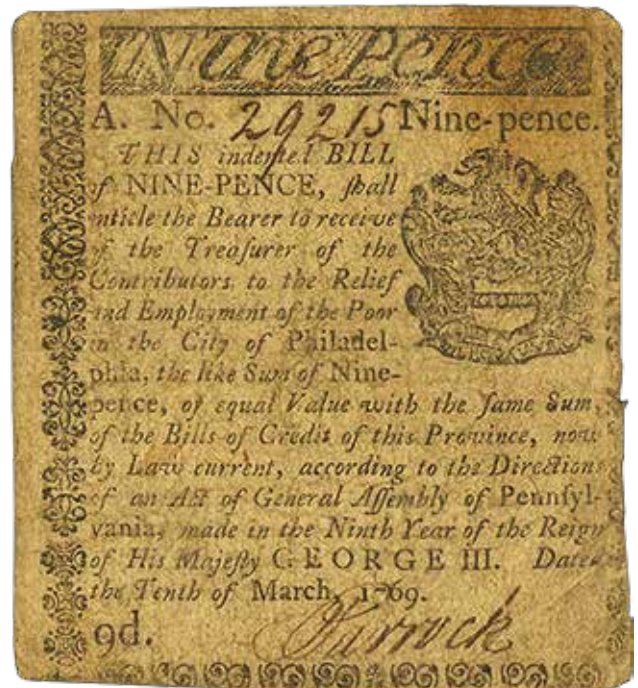 Nine Pence
A. No. 29215 Nine-pence.
THIS indented BILL
of NINE-PENCE, ſhall
entitle the Bearer to receive
of the Treaſurer of the
Contributors to the Relief
and Employment of the Poor
in the City of Philadel-
phia, the like Sum of Nine-
pence, of equal Value with the ſame Sum,
of the Bills of Credit of this Province, now
by Law current, according to the Directions
of an Act of General Aſſembly of Pennſyl-
vania, made in the Ninth Year of the Reign
of His Majeſty GEORGE III. Dated
the Tenth of March, 1769.
9d.